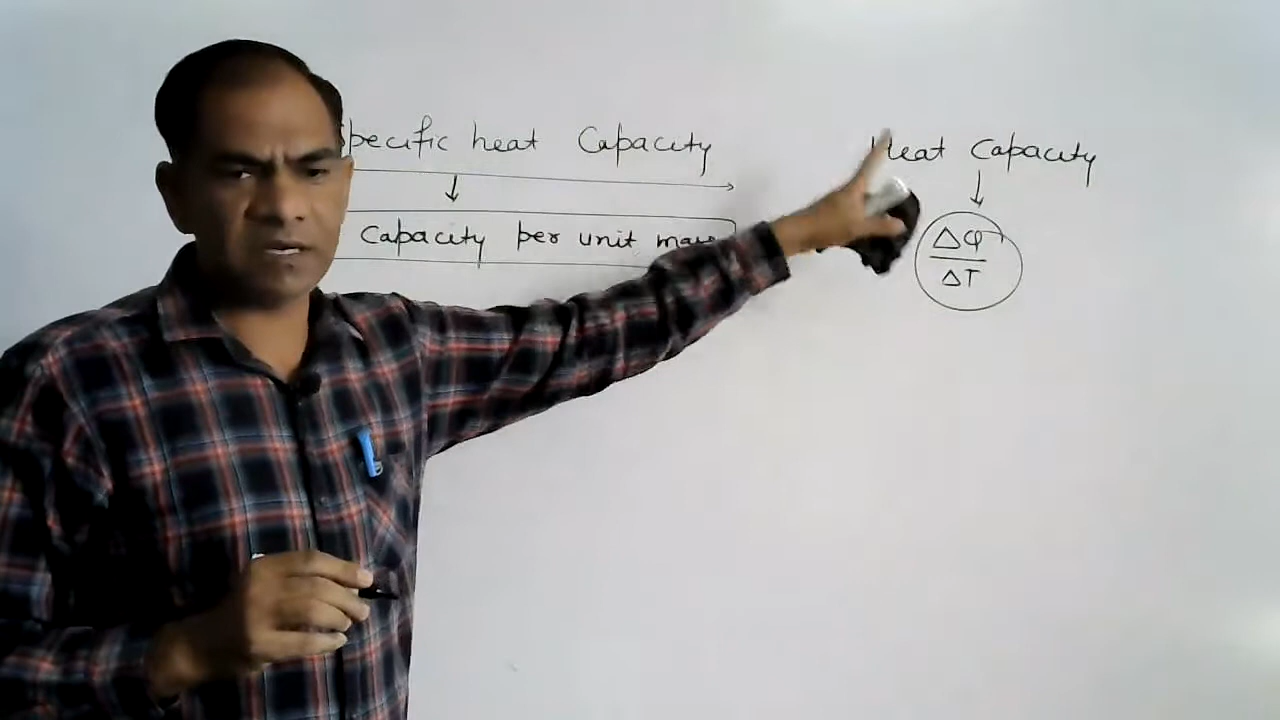 Specific heat Capacity
Capacity per unit mass
Heat Capacity
ΔQ
ΔT